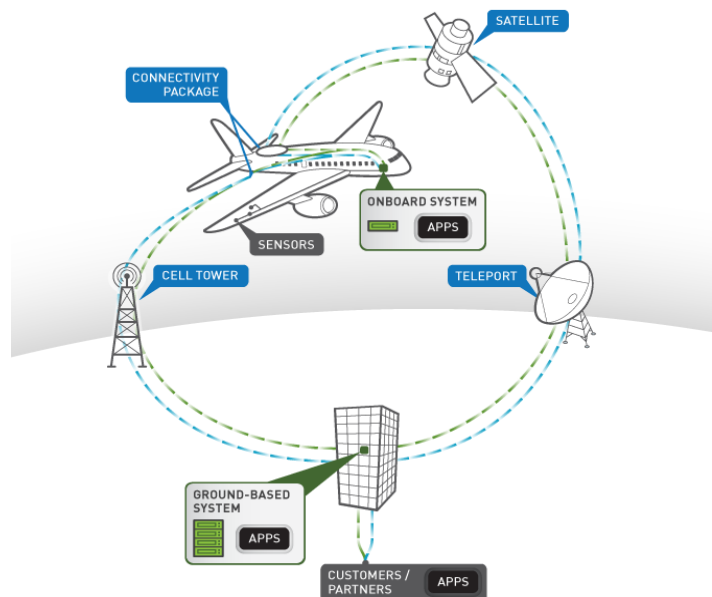 SATELLITE
CONNECTIVITY
PACKAGE
ONBOARD SYSTEM
APPS
SENSORS
CELL TOWER
TELEPORT
GROUND-BASED
SYSTEM
APPS
CUSTOMERS /
PARTNERS
APPS